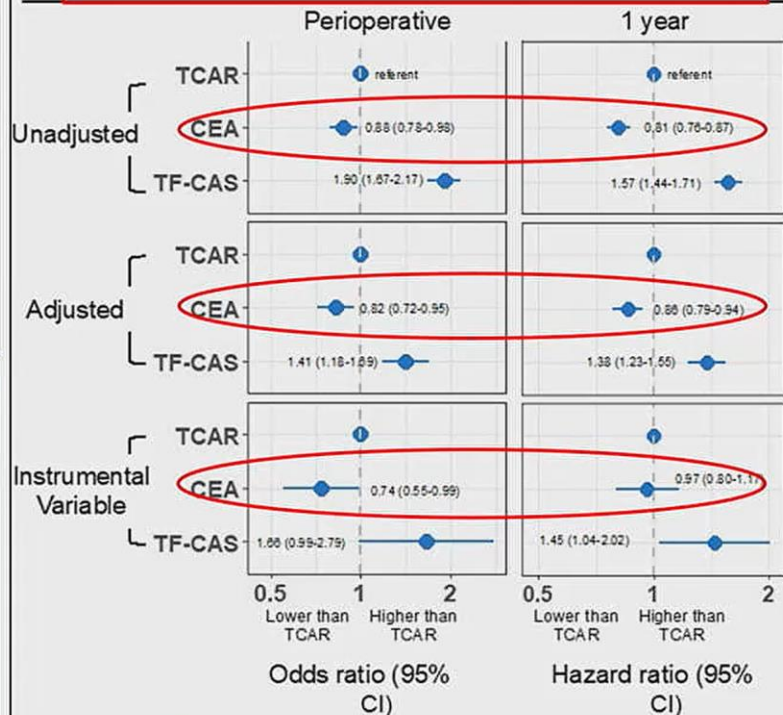 Perioperative 1 year
TCAR referent referent
Unadjusted CEA 0.88 (0.78-0.98) 0.81 (0.76-0.87)
TF-CAS 1.90 (1.67-2.17) 1.57 (1.44-1.71)
TCAR
Adjusted CEA 0.82 (0.72-0.95) 0.86 (0.79-0.94)
TF-CAS 1.41 (1.18-1.69) 1.38 (1.23-1.55)
TCAR
Instrumental
Variable
CEA 0.74 (0.55-0.99) 0.97 (0.80-1.17
TF-CAS 1.66 (0.99-2.79) 1.45 (1.04-2.02)
0.5 1 2 0.5 1 2
Lower than Higher than Lower than Higher than
TCAR TCAR TCAR TCAR
Odds ratio (95% Hazard ratio (95%
CI) CI)